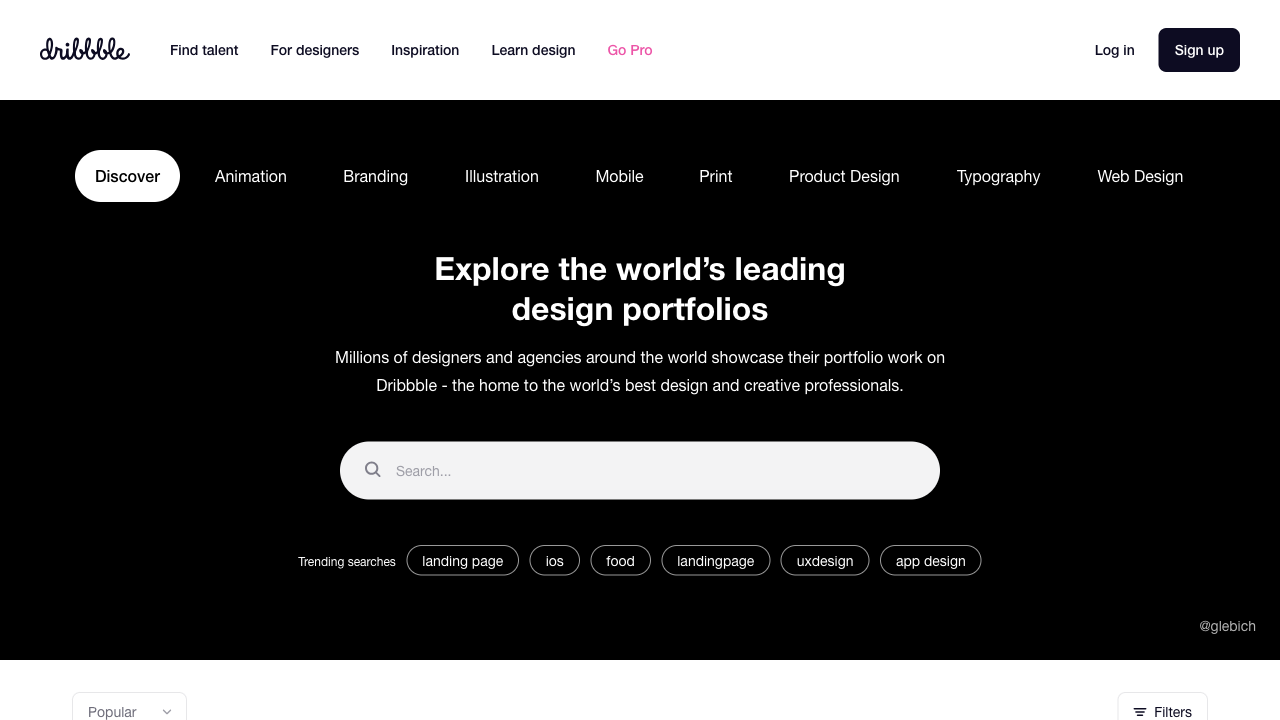 dribbble
Find talent
For designers
Inspiration
Learn design
Go Pro
Log in
Sign up
Discover
Animation
Branding
Illustration
Mobile
Print
Product Design
Typography
Web Design
Explore the world’s leading
design portfolios
Millions of designers and agencies around the world showcase their portfolio work on
Dribbble - the home to the world’s best design and creative professionals.
Search...
Trending searches
landing page
ios
food
landingpage
uxdesign
app design
@glebich
Popular
Filters